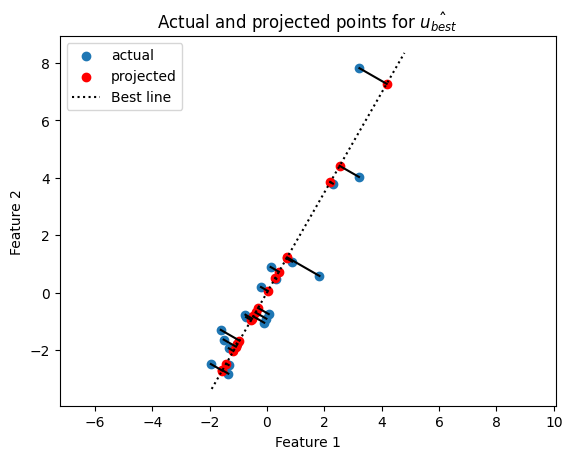 Actual and projected points for $\hat{u_{best}}$
actual
projected
Best line
8
6
4
2
0
−2
Feature 2
−6 −4 −2 0 2 4 6 8 10
Feature 1